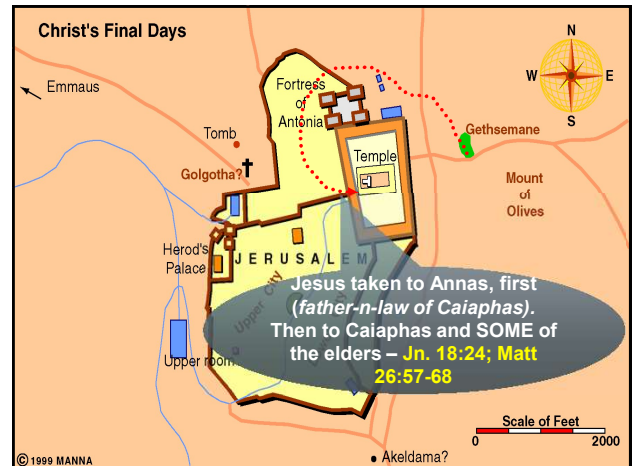 Christ's Final Days
N
W E
S
Emmaus
Fortress
of
Antonia
Gethsemane
Tomb
Temple
Golgotha?
Mount
of
Olives
Herod's
Palace
JERUSALEM
Upper City
Jesus taken to Annas, first
(father-n-law of Caiaphas).
Then to Caiaphas and SOME of
the elders – Jn. 18:24; Matt
26:57-68
Upper room
Scale of Feet
0 2000
Akeldama?
© 1999 MANNA